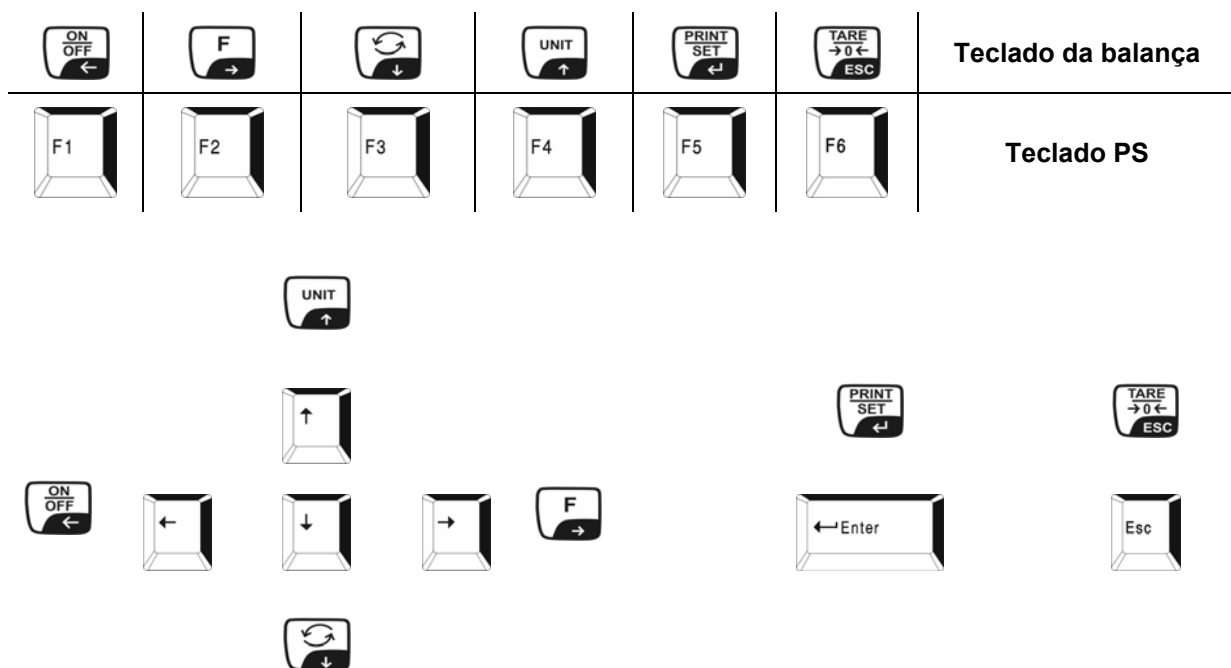 ON F UNIT PRINT TARE Teclado da balança
OFF ← → ↓ ↑ SET ↵ →0← ESC
F1 F2 F3 F4 F5 F6 Teclado PS
UNIT
↑
↑ PRINT TARE
SET →0←
↵ ESC
ON
OFF
←
← ↓ → F
→
↵Enter Esc
↓